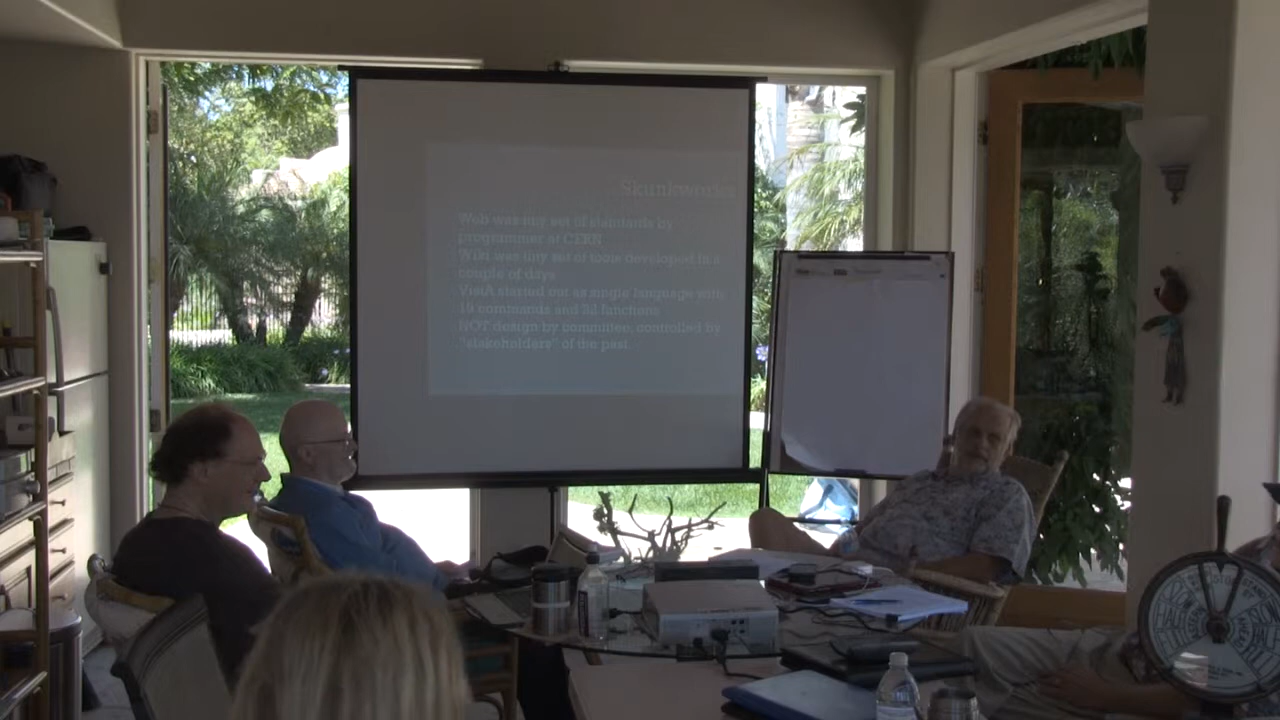 Skunkworks
Web was tiny set of standards by
programmer at CERN
Wiki was tiny set of tools developed in a
couple of days
VistA started out as single language with
19 commands and 22 functions
NOT design by committee, controlled by
"stakeholders" of the past.